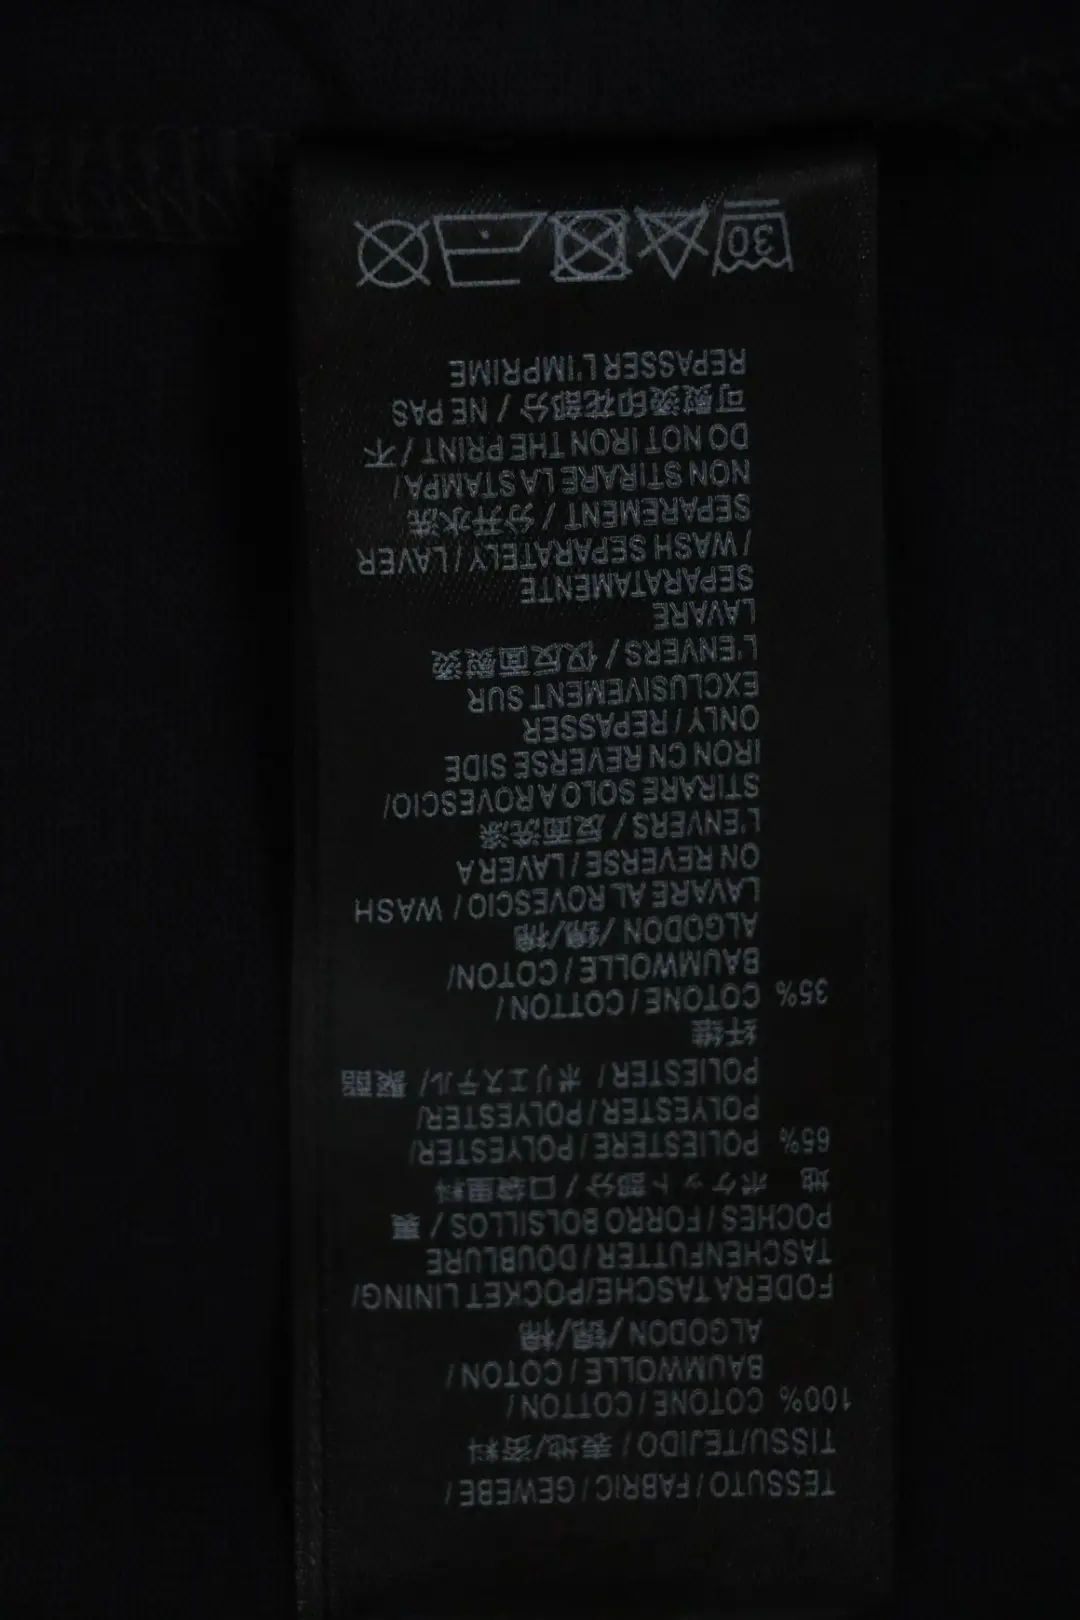 TESSUTO / FABRIC / GEWEBE /
TISSU/TEJIDO / 表地/资料
100% COTONE / COTTON /
BAUMWOLLE / COTON /
ALGODON / 綿/棉
FODERA TASCHE/POCKET LINING/
TASCHENFUTTER / DOUBLURE
POCHES / FORRO BOLSILLOS / 裏
地 ポケット部分 / 口袋里料
65% POLIESTERE / POLYESTER/
POLYESTER / POLYESTER/
POLIESTER / ポリエステル/ 聚酯
纤维
35% COTONE / COTTON /
BAUMWOLLE / COTON/
ALGODON / 綿/棉
LAVARE AL ROVESCIO / WASH
ON REVERSE / LAVER A
L'ENVERS / 反面洗涤
STIRARE SOLO A ROVESCIO/
IRON CN REVERSE SIDE
ONLY / REPASSER
EXCLUSIVEMENT SUR
L'ENVERS / 仅反面熨烫
LAVARE
SEPARATAMENTE
/ WASH SEPARATELY / LAVER
SEPAREMENT / 分开水洗
NON STIRARE LA STAMPA/
DO NOT IRON THE PRINT / 不
可熨烫印花部分 / NE PAS
REPASSER L'IMPRIME
30